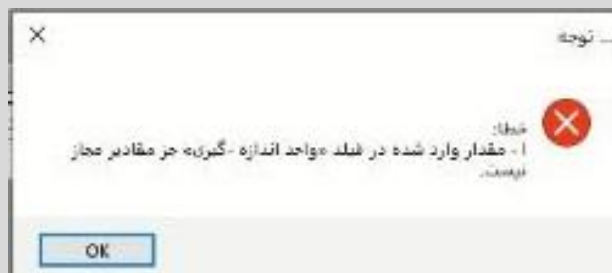 ... توجه
خطا:
۱ - مقدار وارد شده در فیلد «واحد اندازه -گیری» جز مقادیر مجاز
نیست.
OK